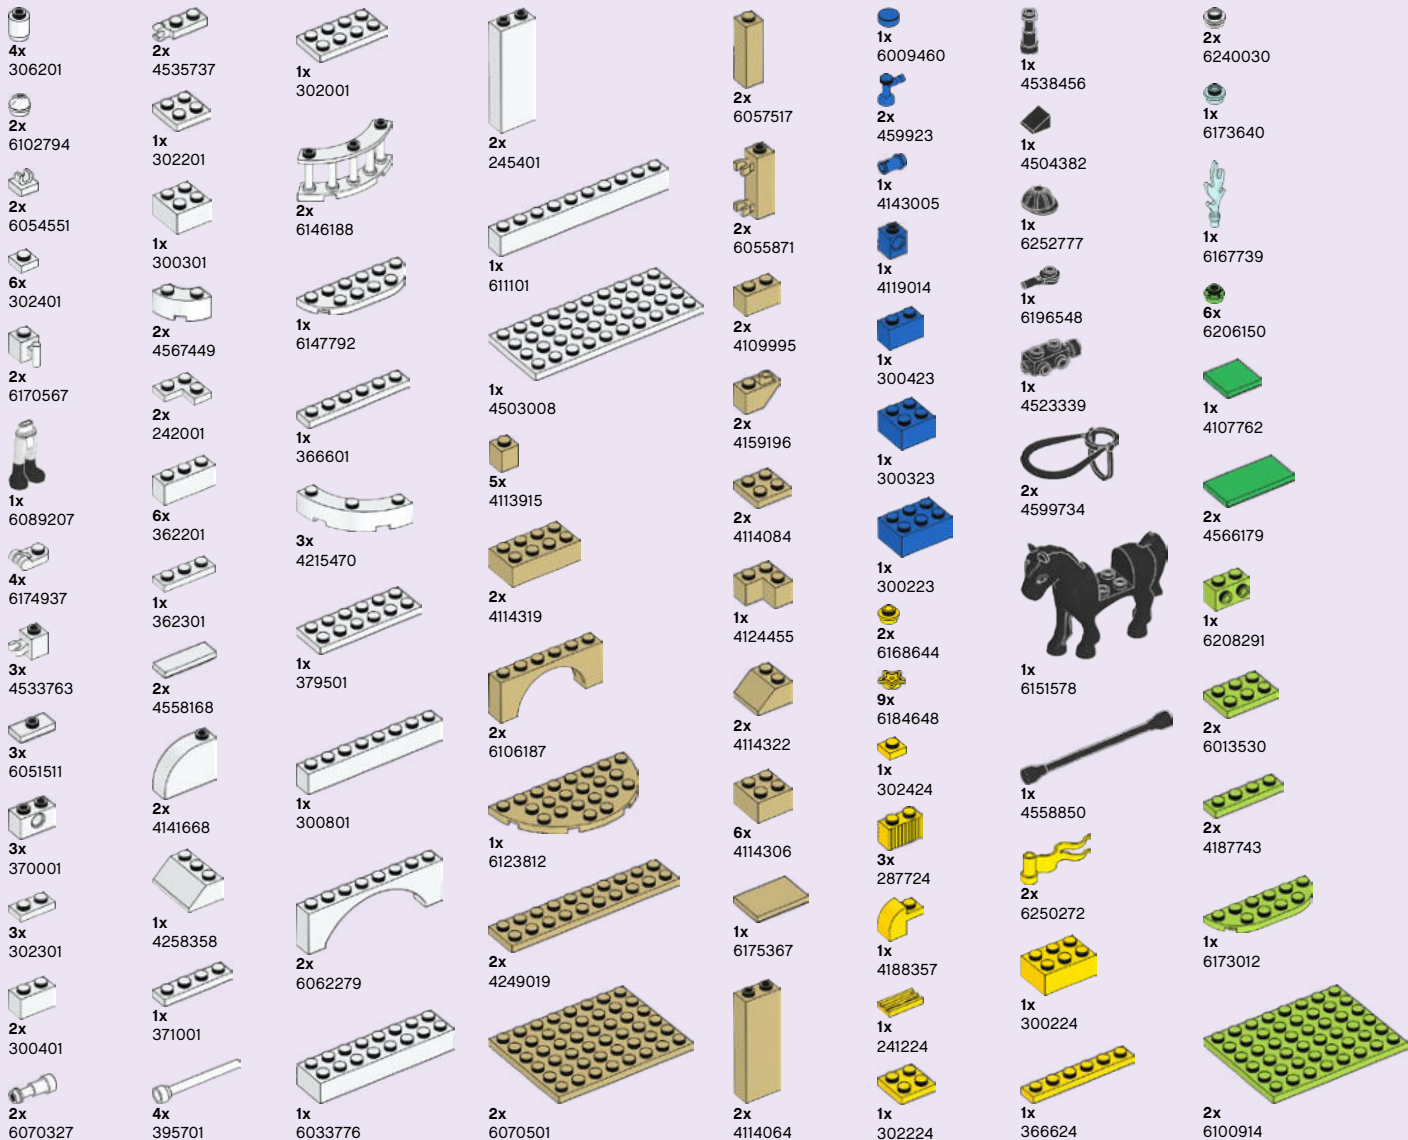 4x
306201
2x
6102794
2x
6054551
6x
302401
2x
6170567
1x
6089207
4x
6174937
3x
4533763
3x
6051511
3x
370001
3x
302301
2x
300401
2x
6070327
2x
4535737
1x
302201
1x
300301
2x
4567449
2x
242001
6x
362201
1x
362301
2x
4558168
2x
4141668
1x
4258358
1x
371001
4x
395701
1x
302001
2x
6146188
1x
6147792
1x
366601
3x
4215470
1x
379501
1x
300801
2x
6062279
1x
6033776
2x
245401
1x
611101
1x
4503008
5x
4113915
2x
4114319
2x
6106187
1x
6123812
2x
4249019
2x
6070501
2x
6057517
2x
6055871
2x
4109995
2x
4159196
2x
4114084
1x
4124455
2x
4114322
6x
4114306
1x
6175367
2x
4114064
1x
6009460
2x
459923
1x
4143005
1x
4119014
1x
300423
1x
300323
1x
300223
2x
6168644
9x
6184648
1x
302424
3x
287724
1x
4188357
1x
241224
1x
302224
1x
4538456
1x
4504382
1x
6252777
1x
6196548
1x
4523339
2x
4599734
1x
6151578
1x
4558850
2x
6250272
1x
300224
1x
366624
2x
6240030
1x
6173640
1x
6167739
6x
6206150
1x
4107762
2x
4566179
1x
6208291
2x
6013530
2x
4187743
1x
6173012
2x
6100914